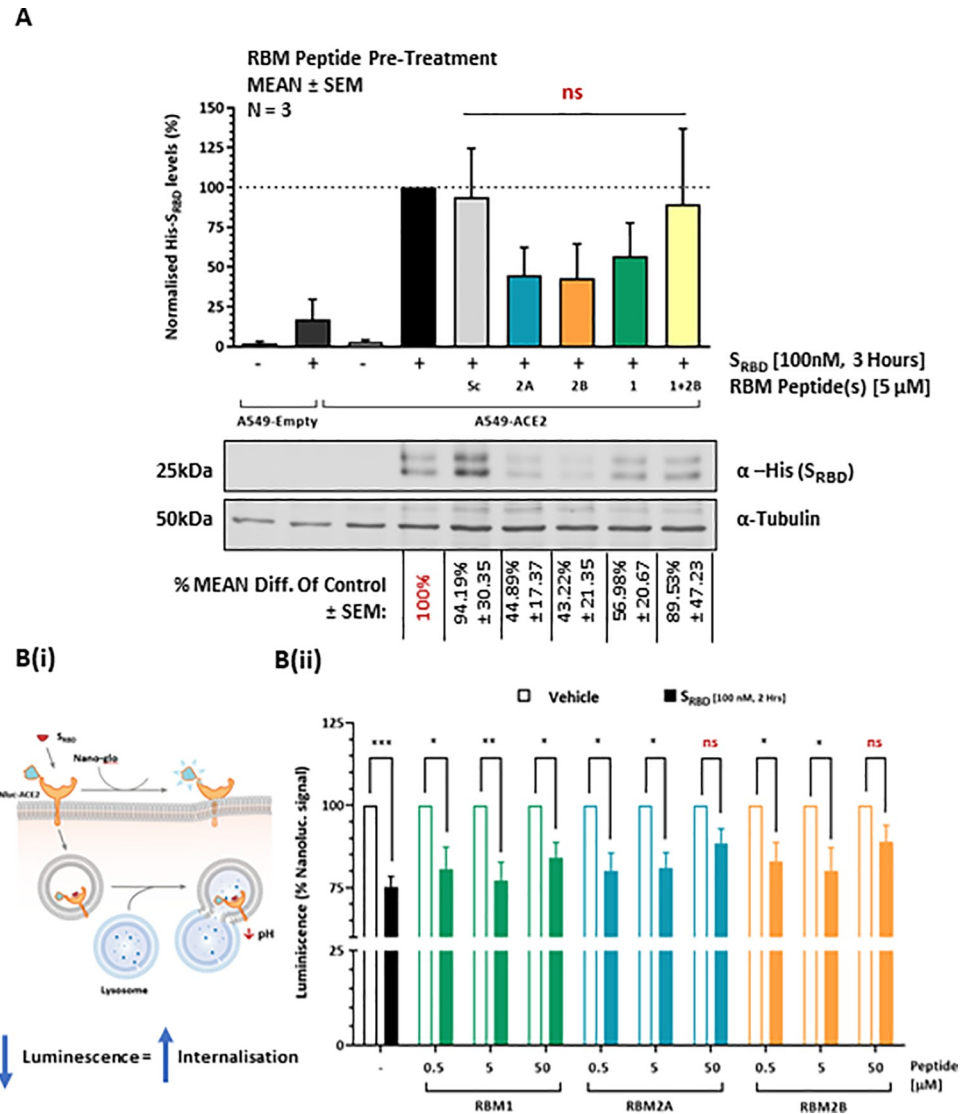 A
RBM Peptide Pre-Treatment
MEAN ± SEM
N = 3
ns
Normalised His-SRBD levels (%)
150
125
100
75
50
25
0
- + - + + + + + +
SRBD [100nM, 3 Hours]
Sc 2A 2B 1 1+2B
RBM Peptide(s) [5 µM]
A549-Empty
A549-ACE2
25kDa
α –His (SRBD)
50kDa
α-Tubulin
% MEAN Diff. Of Control
± SEM:
100%
94.19%
± 30.35
44.89%
± 17.37
43.22%
± 21.35
56.98%
± 20.67
89.53%
± 47.23
B(i)
SRBD
Nano-glo
Nluc-ACE2
pH
Lysosome
Luminescence = Internalisation
B(ii)
Vehicle
SRBD [100 nM, 2 Hrs]
Luminiscence (% Nanoluc. signal)
125
100
75
25
0
*** * ** * * * ns * * ns
- 0.5 5 50 0.5 5 50 0.5 5 50
Peptide
[µM]
RBM1
RBM2A
RBM2B